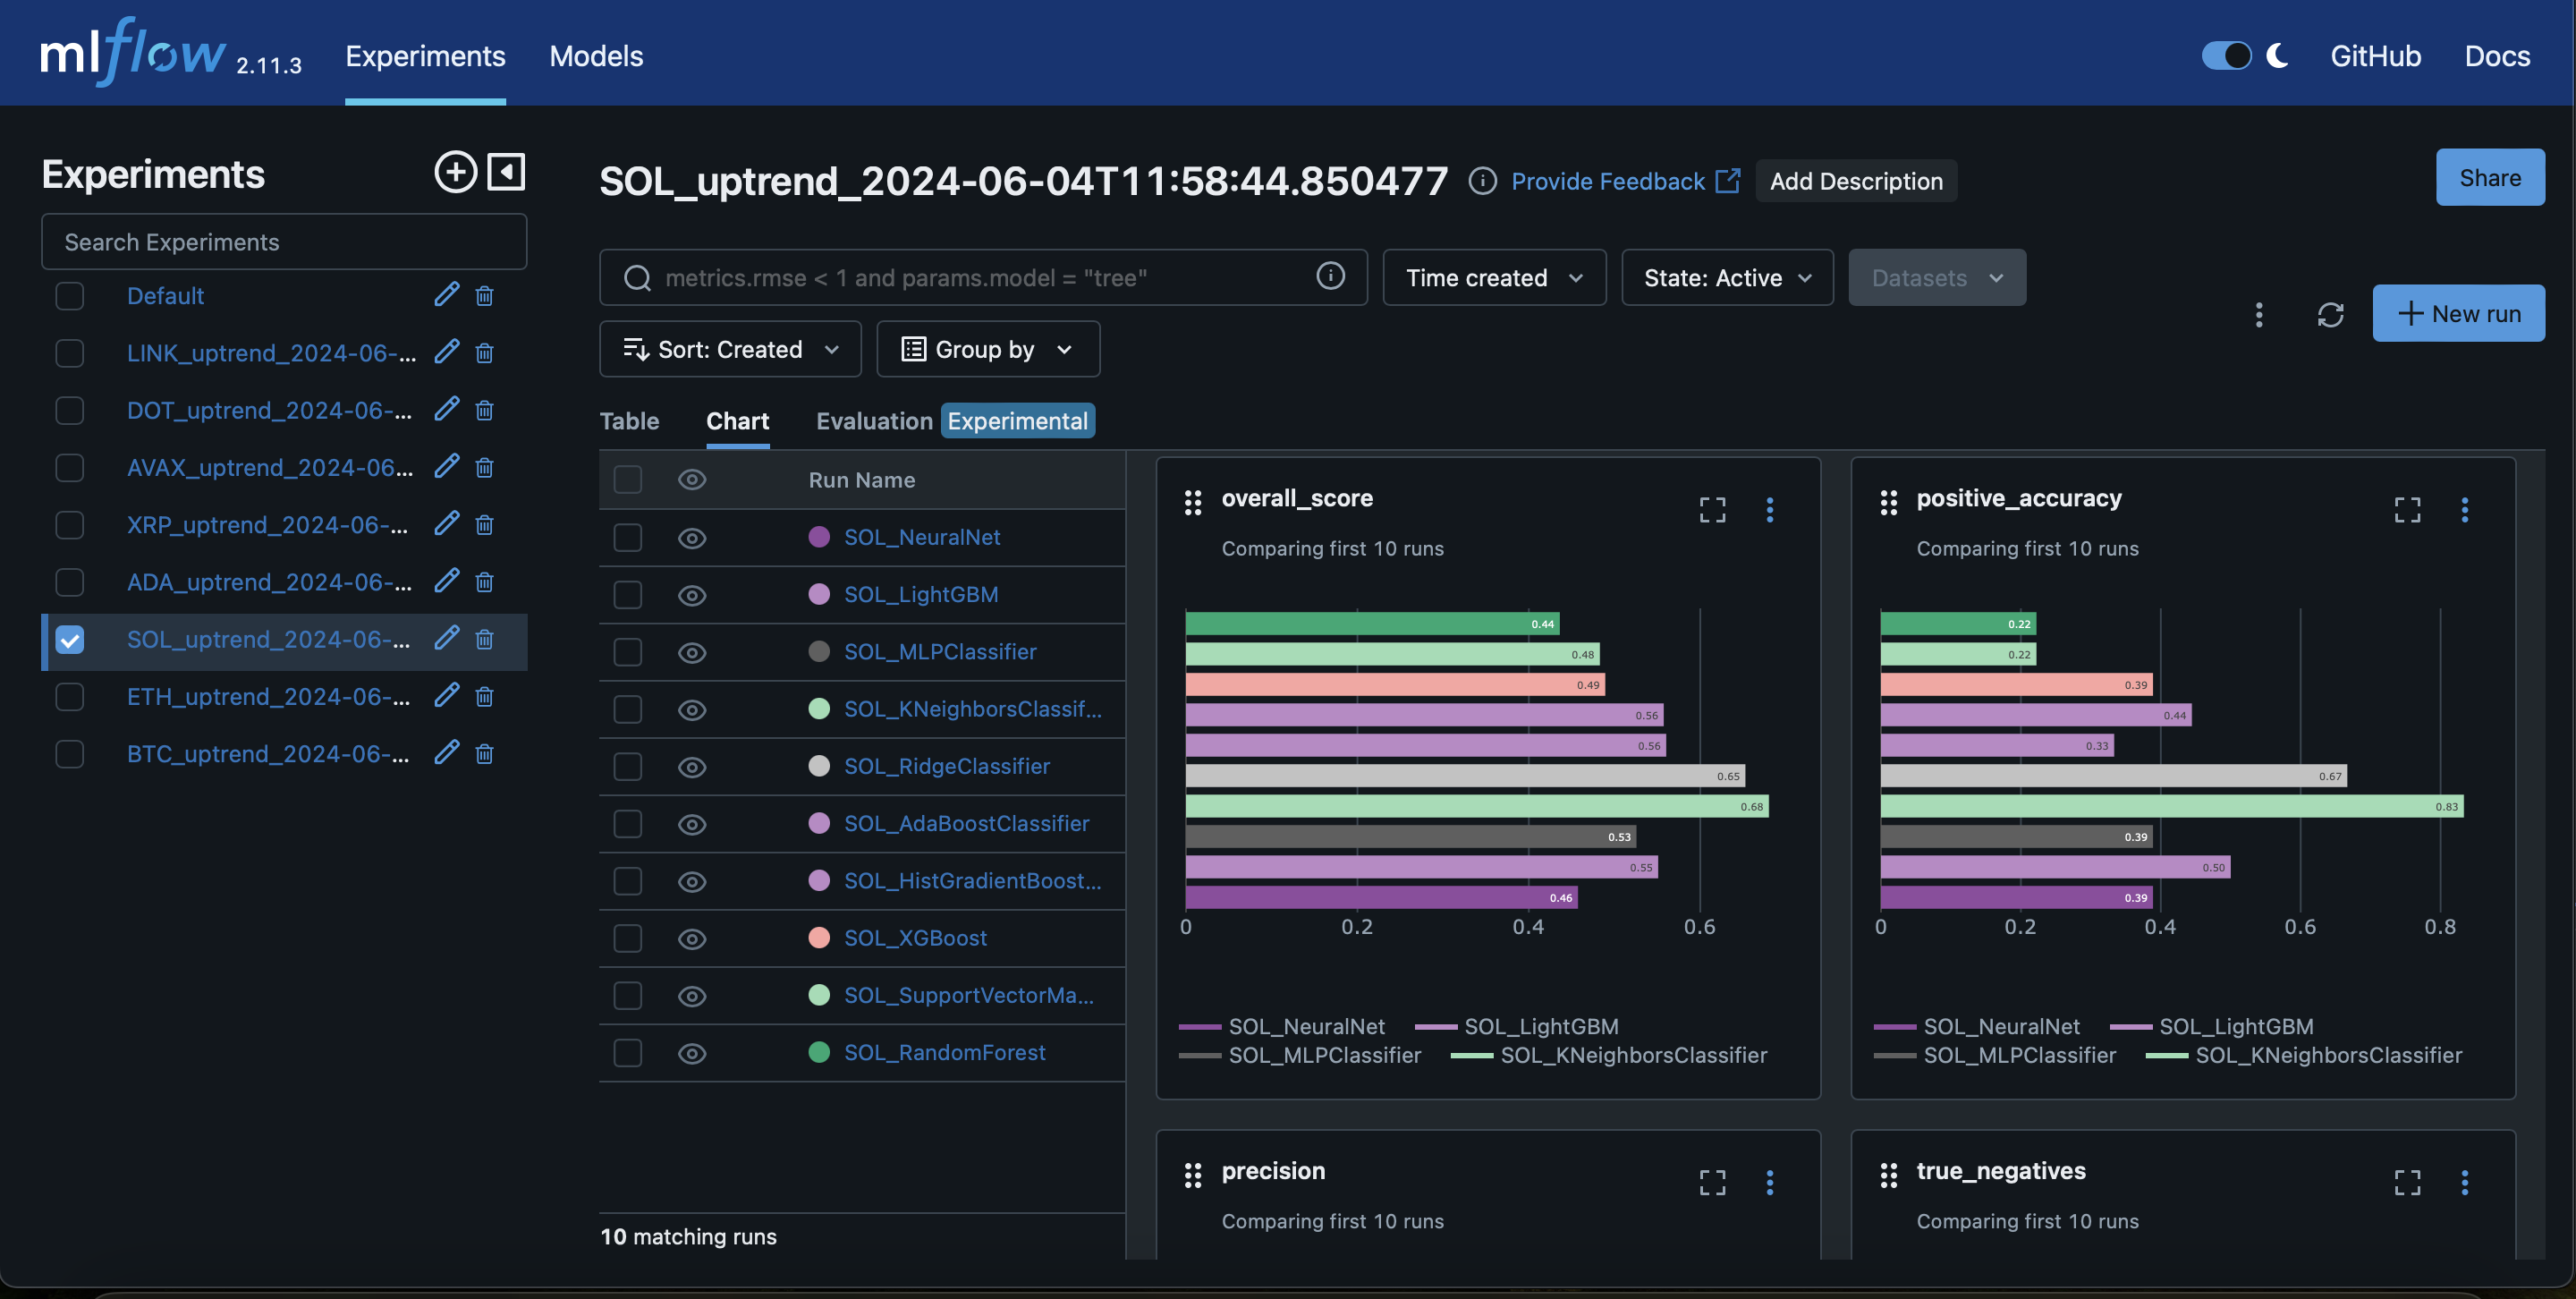 mlflow 2.11.3 Experiments Models GitHub Docs
Experiments
Search Experiments
Default
LINK_uptrend_2024-06-...
DOT_uptrend_2024-06-...
AVAX_uptrend_2024-06...
XRP_uptrend_2024-06-...
ADA_uptrend_2024-06-...
SOL_uptrend_2024-06-...
ETH_uptrend_2024-06-...
BTC_uptrend_2024-06-...
SOL_uptrend_2024-06-04T11:58:44.850477 Provide Feedback Add Description Share
metrics.rmse < 1 and params.model = "tree" Time created State: Active Datasets
Sort: Created Group by
New run
Table Chart Evaluation Experimental
Run Name
SOL_NeuralNet
SOL_LightGBM
SOL_MLPClassifier
SOL_KNeighborsClassif...
SOL_RidgeClassifier
SOL_AdaBoostClassifier
SOL_HistGradientBoost...
SOL_XGBoost
SOL_SupportVectorMa...
SOL_RandomForest
10 matching runs
overall_score
Comparing first 10 runs
0.44
0.48
0.49
0.56
0.56
0.65
0.68
0.53
0.55
0.46
0 0.2 0.4 0.6
SOL_NeuralNet SOL_LightGBM
SOL_MLPClassifier SOL_KNeighborsClassifier
positive_accuracy
Comparing first 10 runs
0.22
0.22
0.39
0.44
0.33
0.67
0.83
0.39
0.50
0.39
0 0.2 0.4 0.6 0.8
SOL_NeuralNet SOL_LightGBM
SOL_MLPClassifier SOL_KNeighborsClassifier
precision
Comparing first 10 runs
true_negatives
Comparing first 10 runs